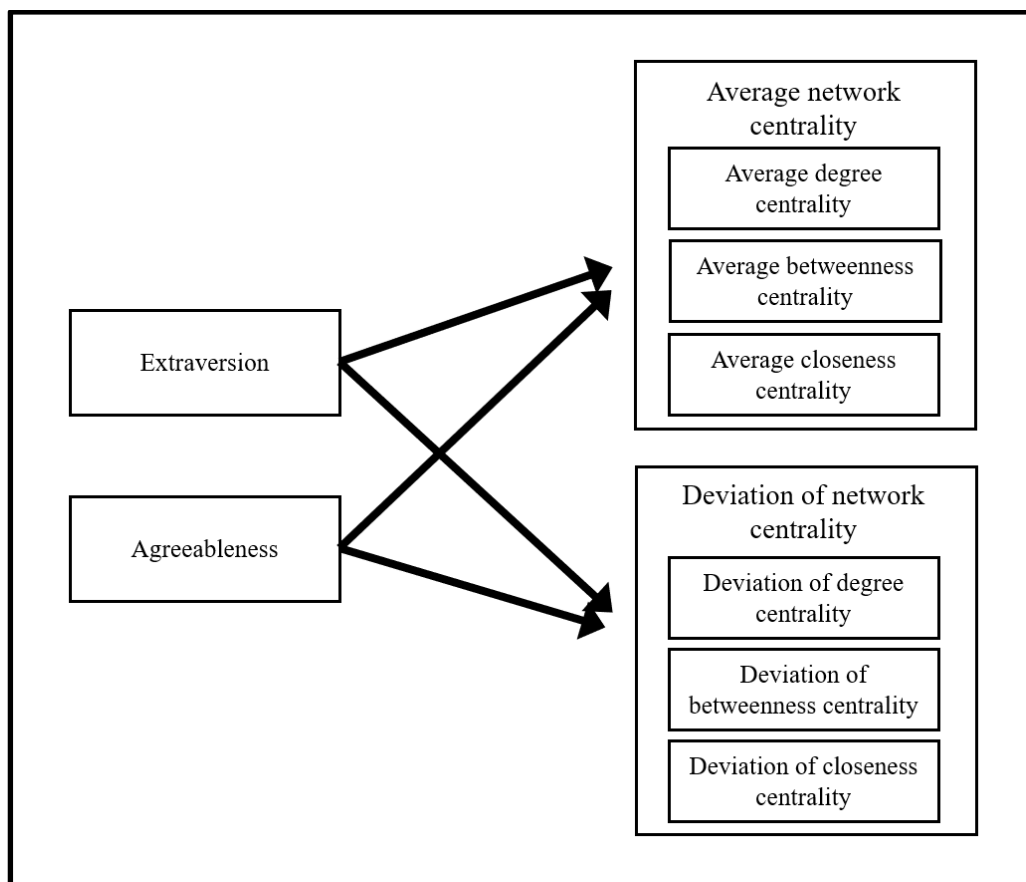 Average network
centrality
Average degree
centrality
Average betweenness
centrality
Average closeness
centrality
Extraversion
Agreeableness
Deviation of network
centrality
Deviation of degree
centrality
Deviation of
betweenness centrality
Deviation of closeness
centrality